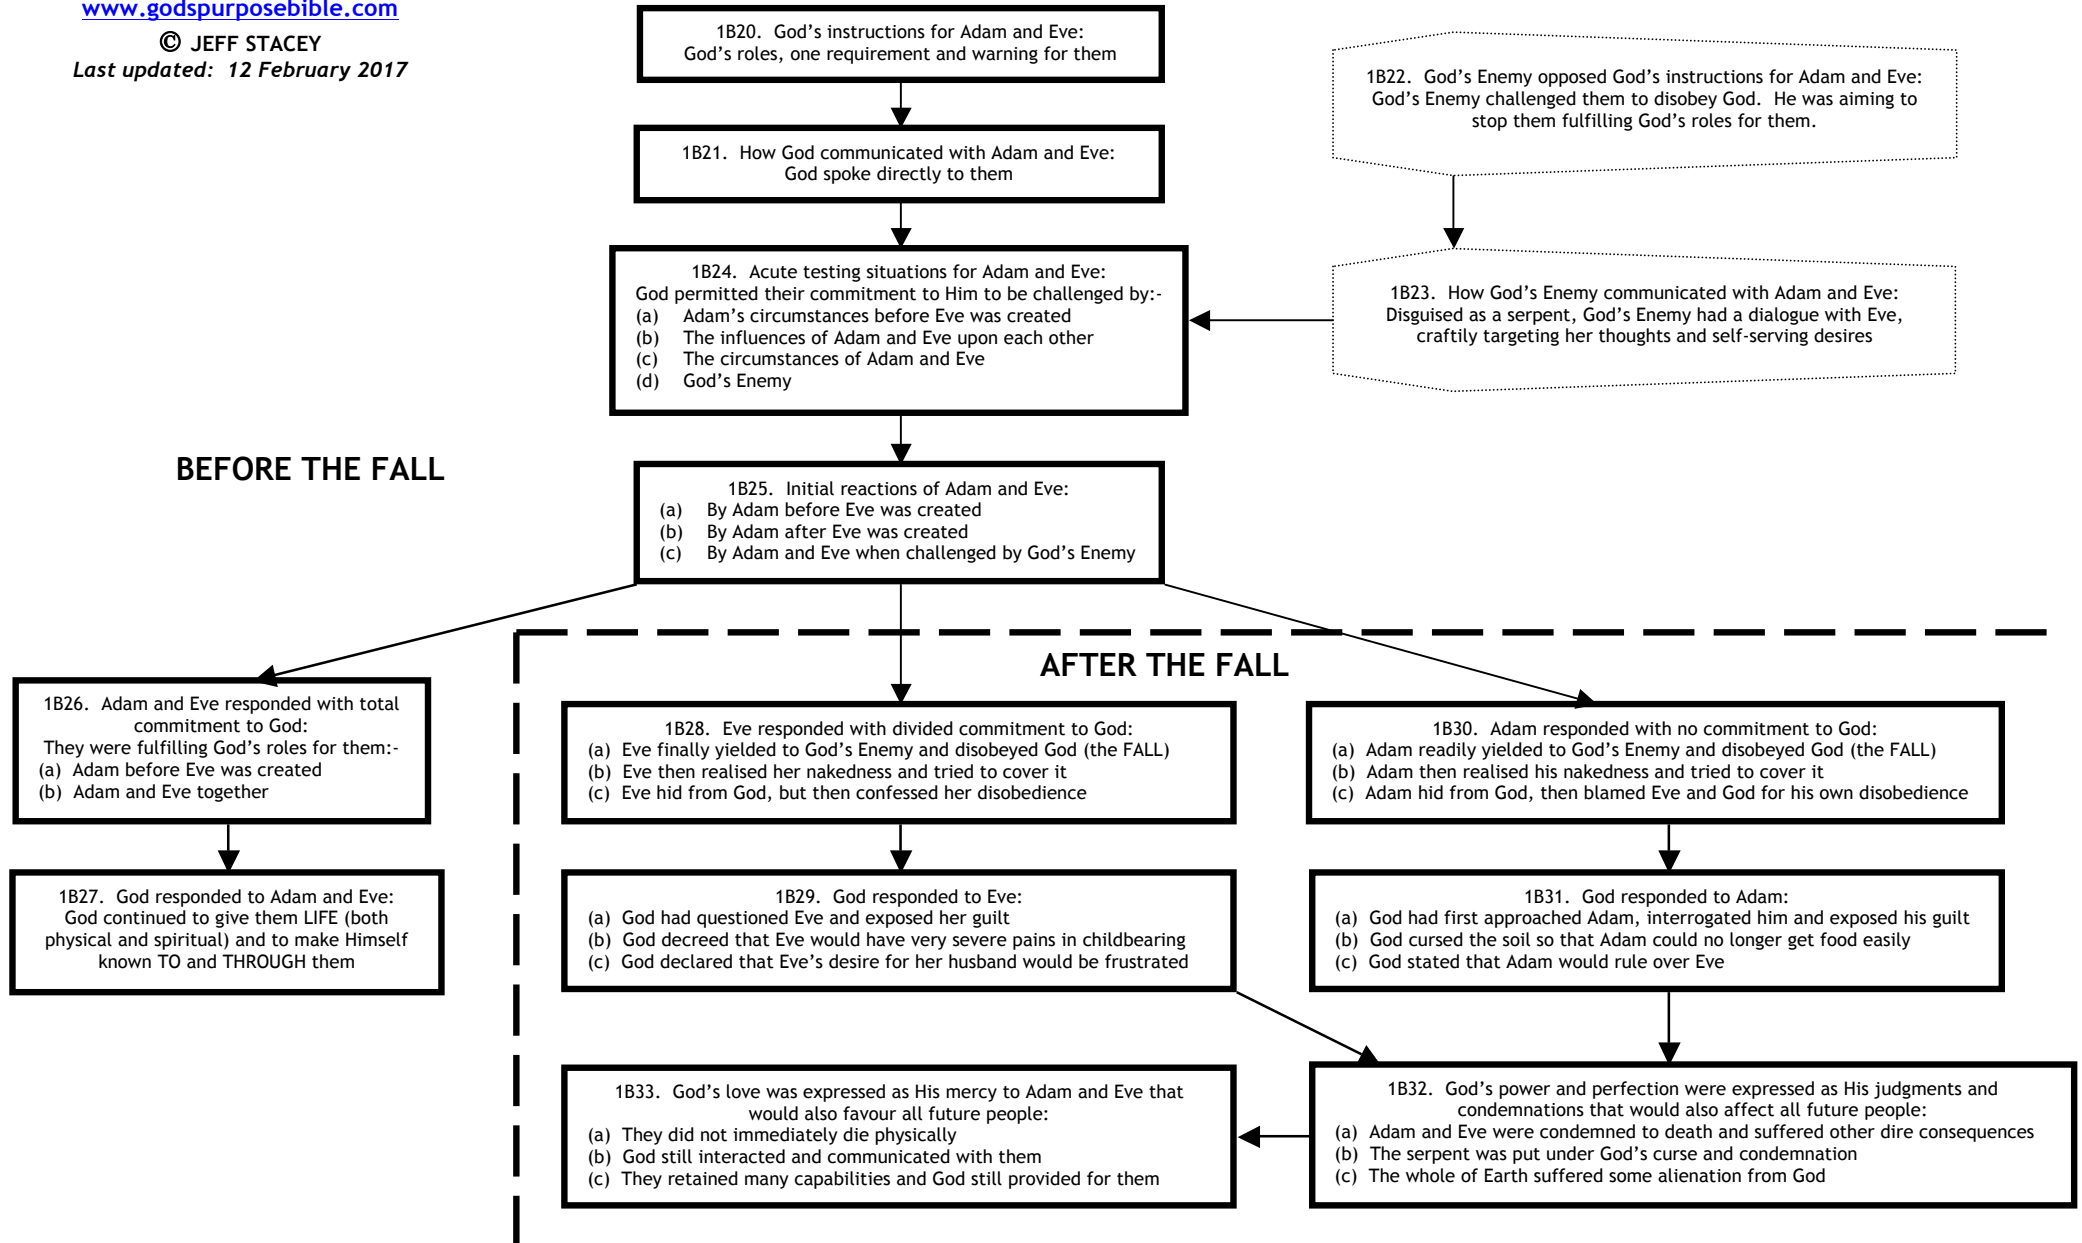 www.godspurposebible.com
© JEFF STACEY
Last updated:  12 February 2017
1B20.  God’s instructions for Adam and Eve:
God’s roles, one requirement and warning for them
1B22.  God’s Enemy opposed God’s instructions for Adam and Eve:
God’s Enemy challenged them to disobey God.  He was aiming to
stop them fulfilling God’s roles for them.
1B21.  How God communicated with Adam and Eve:
God spoke directly to them
1B24.  Acute testing situations for Adam and Eve:
God permitted their commitment to Him to be challenged by:-
(a) Adam’s circumstances before Eve was created
(b) The influences of Adam and Eve upon each other
(c) The circumstances of Adam and Eve
(d) God’s Enemy
1B23.  How God’s Enemy communicated with Adam and Eve:
Disguised as a serpent, God’s Enemy had a dialogue with Eve,
craftily targeting her thoughts and self-serving desires
BEFORE THE FALL
1B25.  Initial reactions of Adam and Eve:
(a) By Adam before Eve was created
(b) By Adam after Eve was created
(c) By Adam and Eve when challenged by God’s Enemy
AFTER THE FALL
1B26.  Adam and Eve responded with total
commitment to God:
They were fulfilling God’s roles for them:-
(a) Adam before Eve was created
(b) Adam and Eve together
1B28.  Eve responded with divided commitment to God:
(a) Eve finally yielded to God’s Enemy and disobeyed God (the FALL)
(b) Eve then realised her nakedness and tried to cover it
(c) Eve hid from God, but then confessed her disobedience
1B30.  Adam responded with no commitment to God:
(a) Adam readily yielded to God’s Enemy and disobeyed God (the FALL)
(b) Adam then realised his nakedness and tried to cover it
(c) Adam hid from God, then blamed Eve and God for his own disobedience
1B27.  God responded to Adam and Eve:
God continued to give them LIFE (both
physical and spiritual) and to make Himself
known TO and THROUGH them
1B29.  God responded to Eve:
(a) God had questioned Eve and exposed her guilt
(b) God decreed that Eve would have very severe pains in childbearing
(c) God declared that Eve’s desire for her husband would be frustrated
1B31.  God responded to Adam:
(a) God had first approached Adam, interrogated him and exposed his guilt
(b) God cursed the soil so that Adam could no longer get food easily
(c) God stated that Adam would rule over Eve
1B33.  God’s love was expressed as His mercy to Adam and Eve that
would also favour all future people:
(a) They did not immediately die physically
(b) God still interacted and communicated with them
(c) They retained many capabilities and God still provided for them
1B32.  God’s power and perfection were expressed as His judgments and
condemnations that would also affect all future people:
(a) Adam and Eve were condemned to death and suffered other dire consequences
(b) The serpent was put under God’s curse and condemnation
(c) The whole of Earth suffered some alienation from God